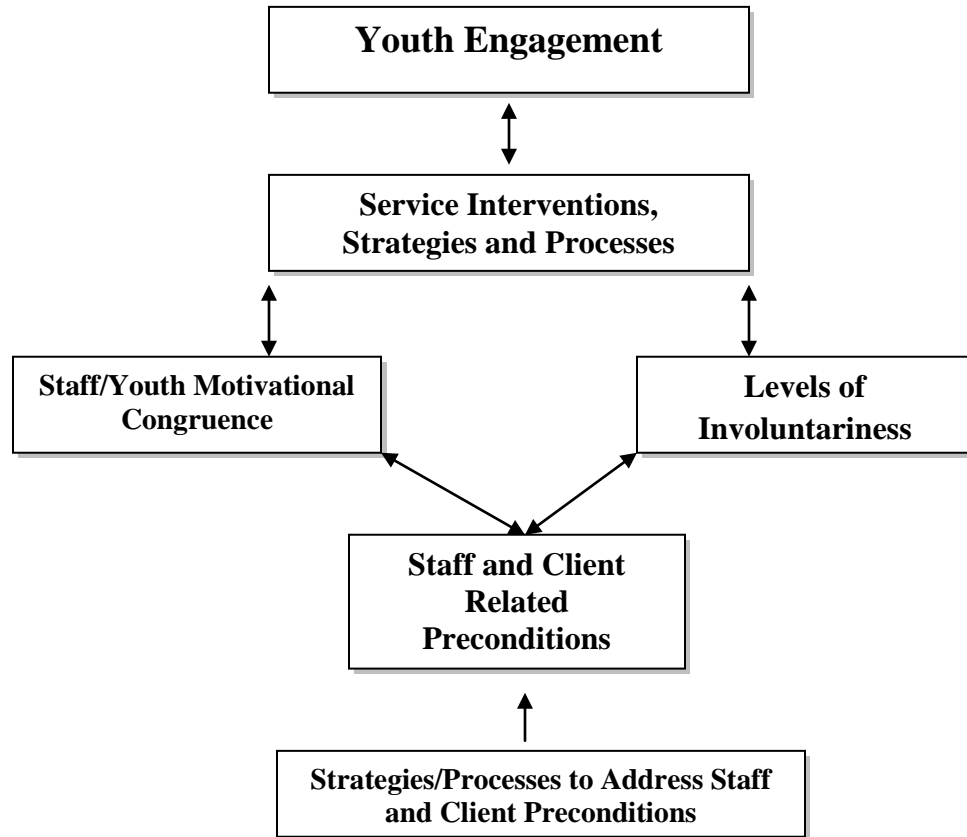 Youth Engagement
Service Interventions,
Strategies and Processes
Staff/Youth Motivational
Congruence
Levels of
Involuntariness
Staff and Client
Related
Preconditions
Strategies/Processes to Address Staff
and Client Preconditions